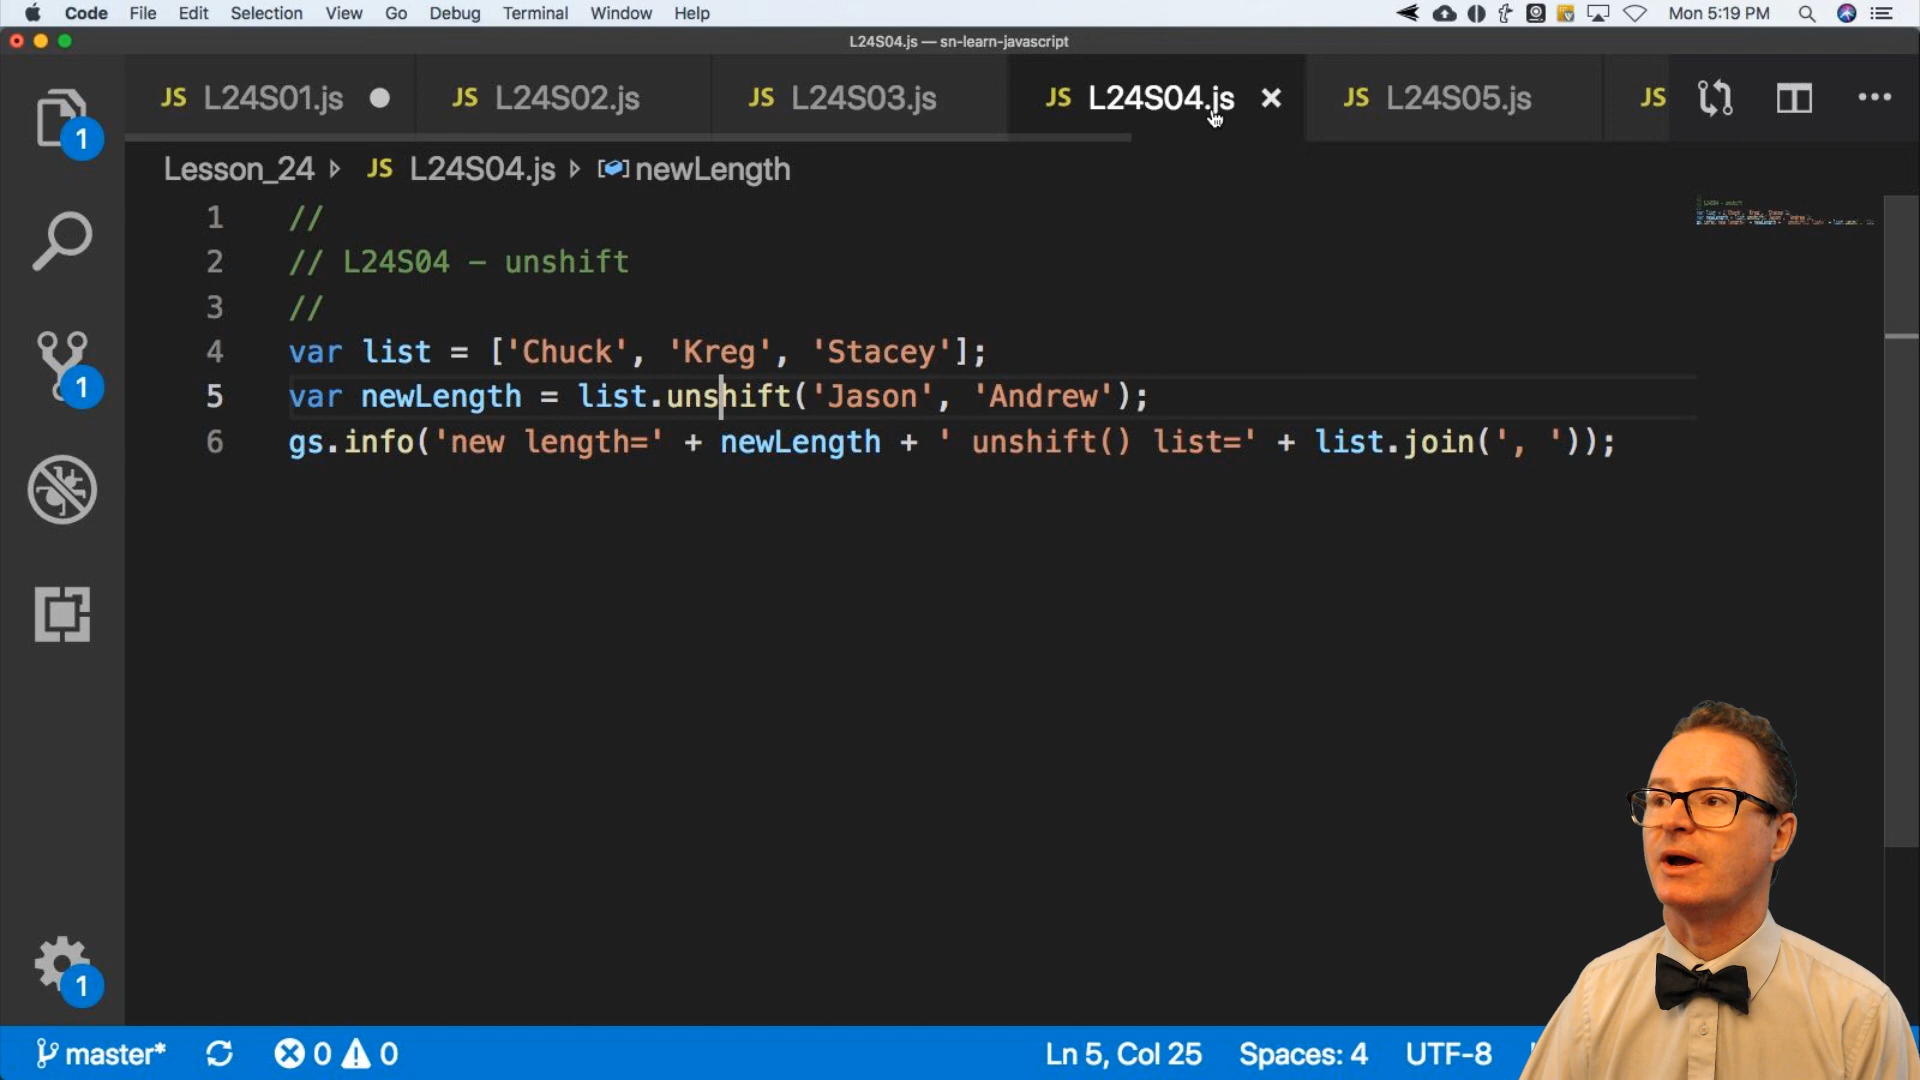 Code File Edit Selection View Go Debug Terminal Window Help Mon 5:19 PM
L24S04.js — sn-learn-javascript
JS L24S01.js JS L24S02.js JS L24S03.js JS L24S04.js JS L24S05.js JS
Lesson_24 JS L24S04.js newLength
1 //
2 // L24S04 - unshift
3 //
4 var list = ['Chuck', 'Kreg', 'Stacey'];
5 var newLength = list.unshift('Jason', 'Andrew');
6 gs.info('new length=' + newLength + ' unshift() list=' + list.join(', '));
1
1
1
master* 0 0 Ln 5, Col 25 Spaces: 4 UTF-8